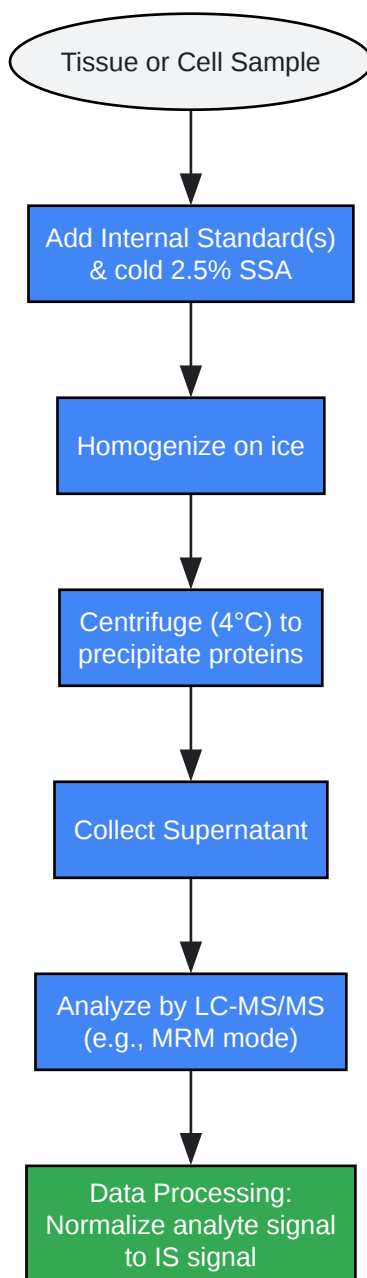 Tissue or Cell Sample
Add Internal Standard(s)
& cold 2.5% SSA
Homogenize on ice
Centrifuge (4°C) to
precipitate proteins
Collect Supernatant
Analyze by LC-MS/MS
(e.g., MRM mode)
Data Processing:
Normalize analyte signal
to IS signal